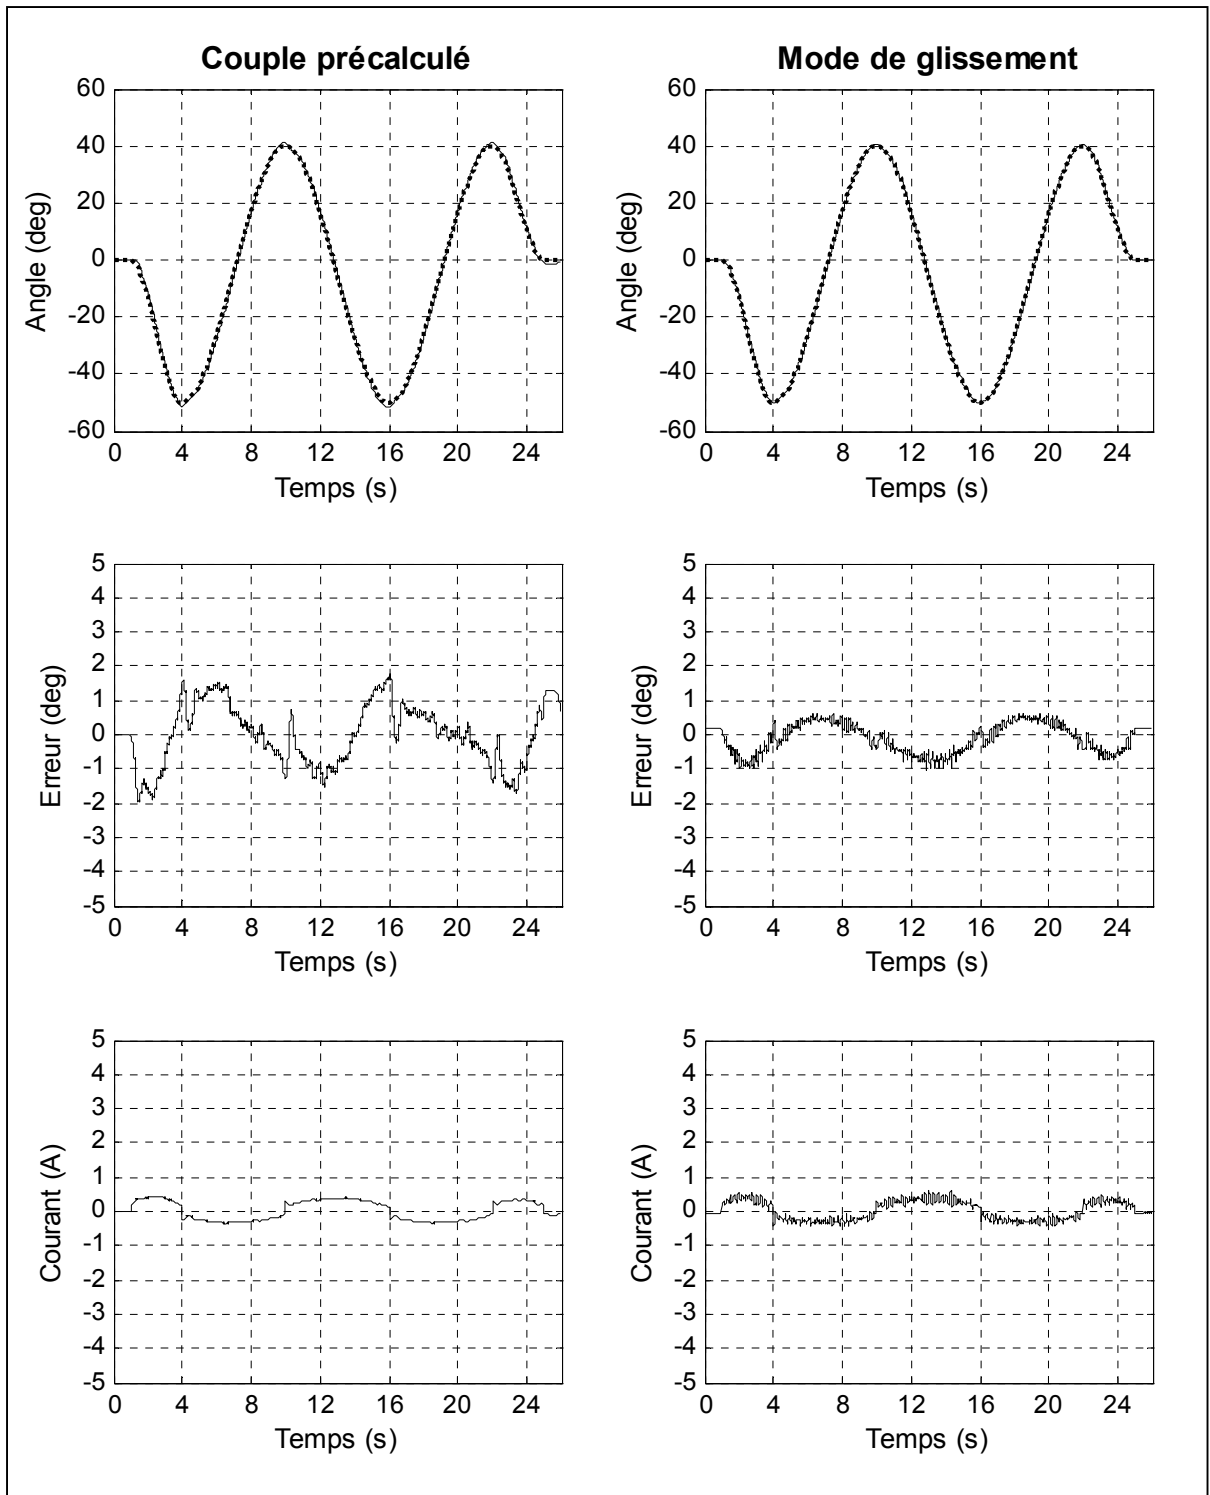 Couple précalculé
60
40
20
0
-20
-40
-60
Angle (deg)
0 4 8 12 16 20 24
Temps (s)
Mode de glissement
60
40
20
0
-20
-40
-60
Angle (deg)
0 4 8 12 16 20 24
Temps (s)
5
4
3
2
1
0
-1
-2
-3
-4
-5
Erreur (deg)
0 4 8 12 16 20 24
Temps (s)
5
4
3
2
1
0
-1
-2
-3
-4
-5
Erreur (deg)
0 4 8 12 16 20 24
Temps (s)
5
4
3
2
1
0
-1
-2
-3
-4
-5
Courant (A)
0 4 8 12 16 20 24
Temps (s)
5
4
3
2
1
0
-1
-2
-3
-4
-5
Courant (A)
0 4 8 12 16 20 24
Temps (s)